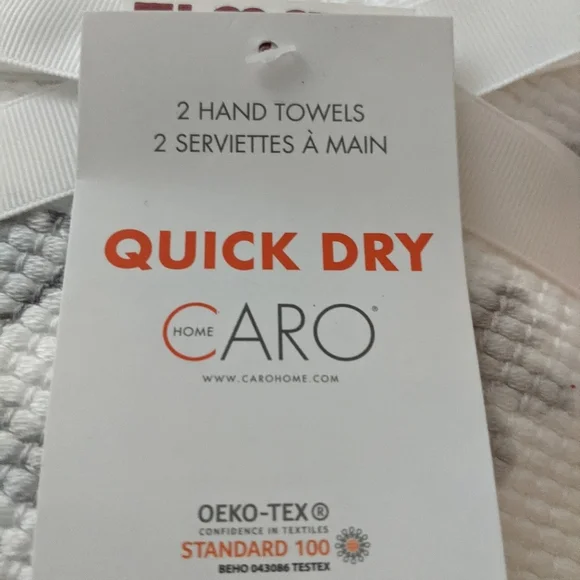 2 HAND TOWELS
2 SERVIETTES À MAIN
QUICK DRY
HOME CARO®
WWW.CAROHOME.COM
OEKO-TEX®
CONFIDENCE IN TEXTILES
STANDARD 100
BEHO 043086 TESTEX